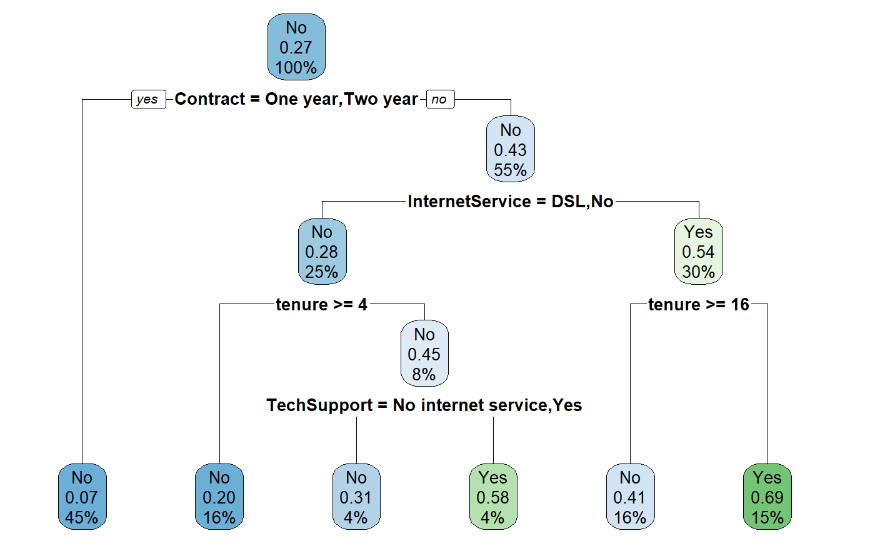 No
0.27
100%
yes Contract = One year,Two year no
No
0.43
55%
InternetService = DSL,No
No
0.28
25%
Yes
0.54
30%
tenure >= 4
tenure >= 16
No
0.45
8%
TechSupport = No internet service,Yes
No
0.07
45%
No
0.20
16%
No
0.31
4%
Yes
0.58
4%
No
0.41
16%
Yes
0.69
15%